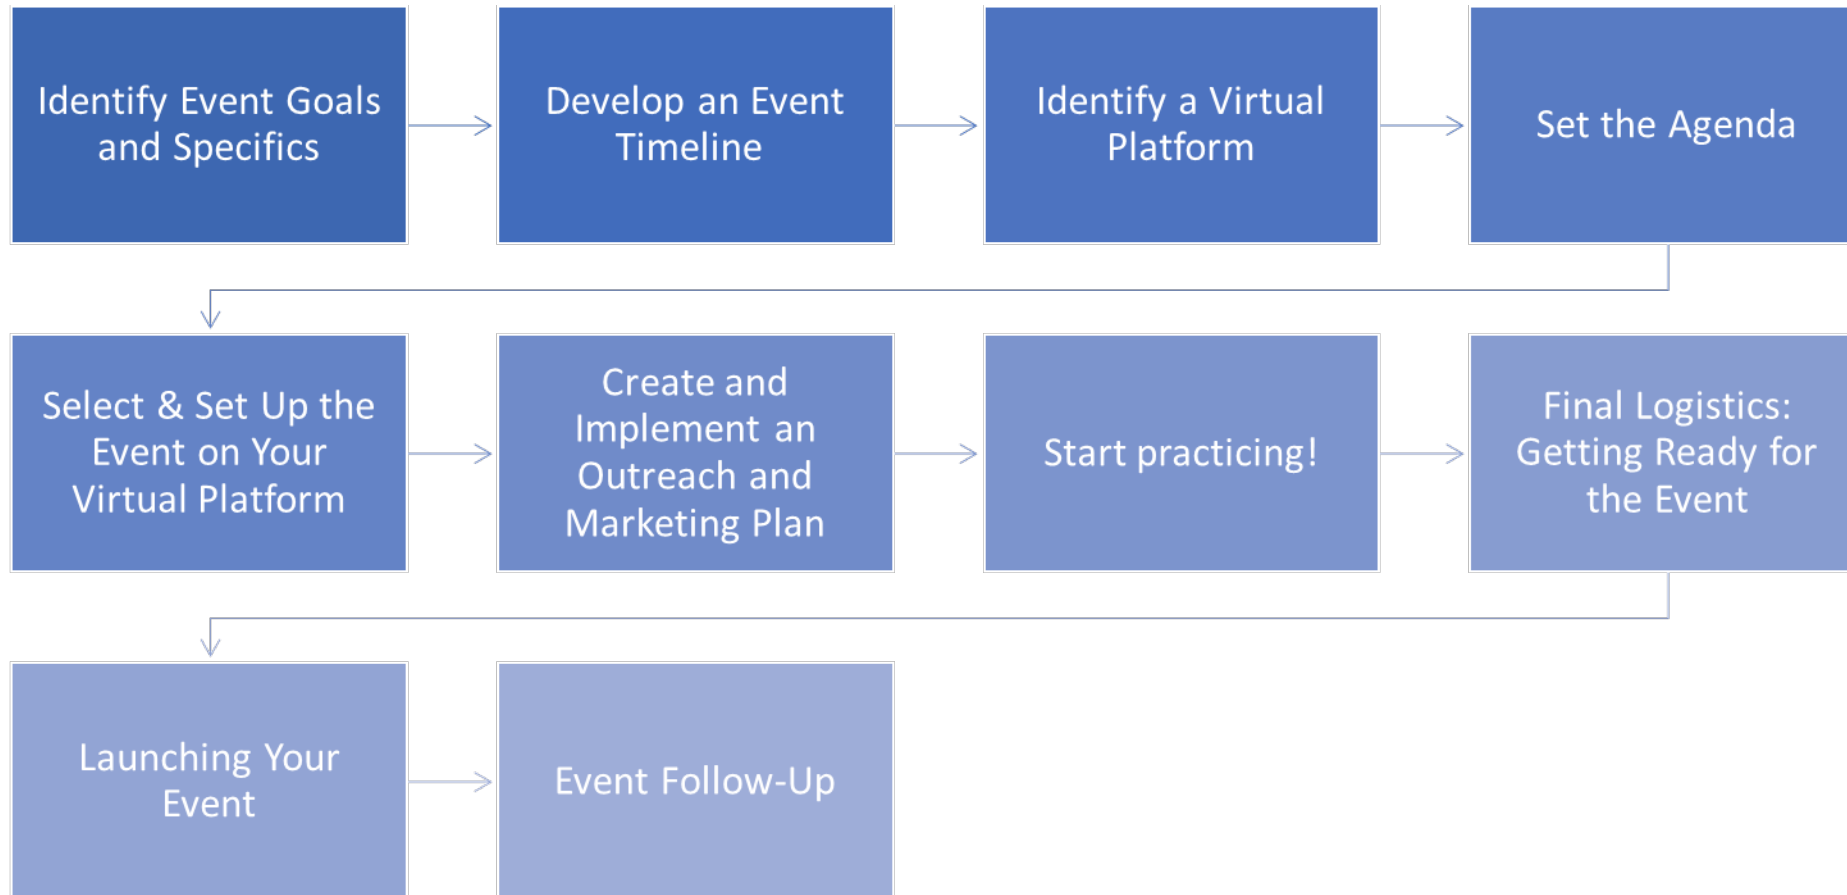 Identify Event Goals
and Specifics
Develop an Event
Timeline
Identify a Virtual
Platform
Set the Agenda
Select & Set Up the
Event on Your
Virtual Platform
Create and
Implement an
Outreach and
Marketing Plan
Start practicing!
Final Logistics:
Getting Ready for
the Event
Launching Your
Event
Event Follow-Up